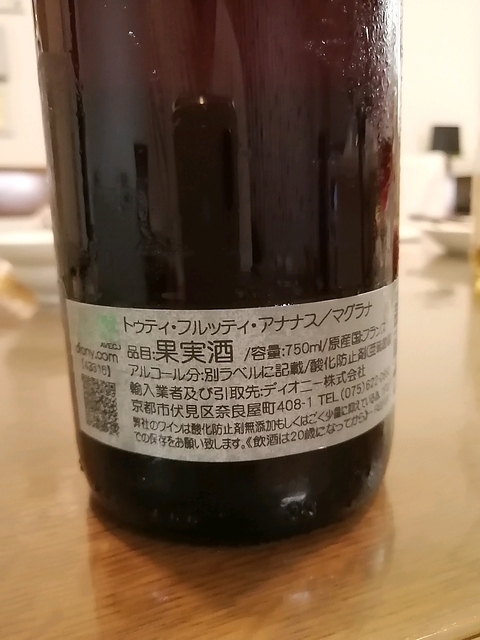 トゥティ・フルッティ・アナナス／マグラナ
AVEC♪
diony.com
品目:果実酒 /容量:750ml/原産国:フランス
アルコール分:別ラベルに記載/酸化防止剤
輸入業者及び引取先:ディオニー株式会社
京都市伏見区奈良屋町408-1 TEL(075)622-
弊社のワインは酸化防止剤無添加もしくはごく少量に抑えている
での保存をお願い致します。《飲酒は20歳になってから》